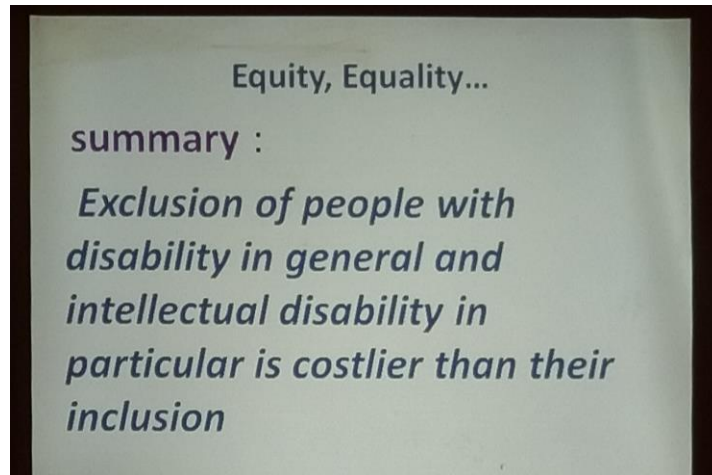 Equity, Equality...
summary :
Exclusion of people with
disability in general and
intellectual disability in
particular is costlier than their
inclusion